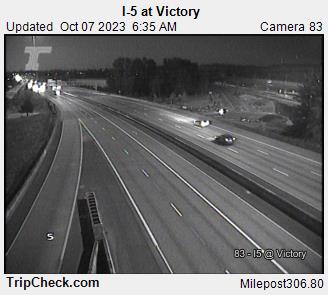 I-5 at Victory
Updated Oct 07 2023 6:35 AM Camera 83
S
83 - I5 @ Victory
TripCheck.com Milepost306.80